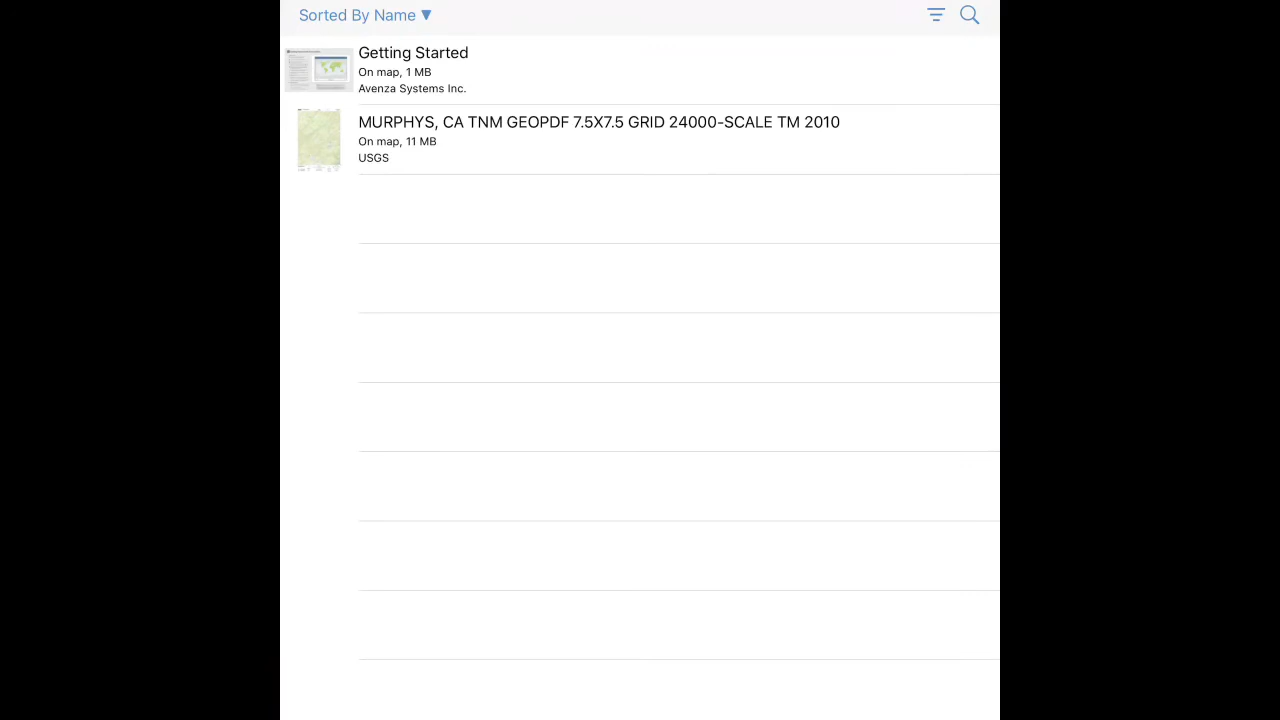 Sorted By Name ▼
Getting Started
On map, 1 MB
Avenza Systems Inc.
MURPHYS, CA TNM GEOPDF 7.5X7.5 GRID 24000-SCALE TM 2010
On map, 11 MB
USGS